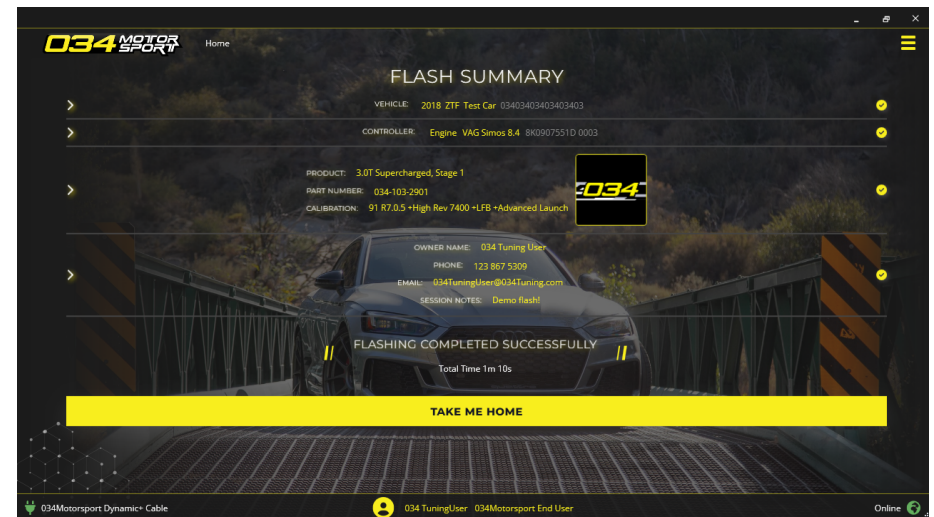 034 MOTOR SPORT Home
FLASH SUMMARY
VEHICLE: 2018 ZTF Test Car 03403403403403403
CONTROLLER: Engine VAG Simos 8.4 8K0907551D 0003
PRODUCT: 3.0T Supercharged, Stage 1
PART NUMBER: 034-103-2901
CALIBRATION: 91 R7.0.5 +High Rev 7400 +LFB +Advanced Launch
034
OWNER NAME: 034 Tuning User
PHONE: 123 867 5309
EMAIL: 034TuningUser@034Tuning.com
SESSION NOTES: Demo flash!
FLASHING COMPLETED SUCCESSFULLY
Total Time 1m 10s
TAKE ME HOME
034Motorsport Dynamic+ Cable 034 TuningUser 034Motorsport End User Online